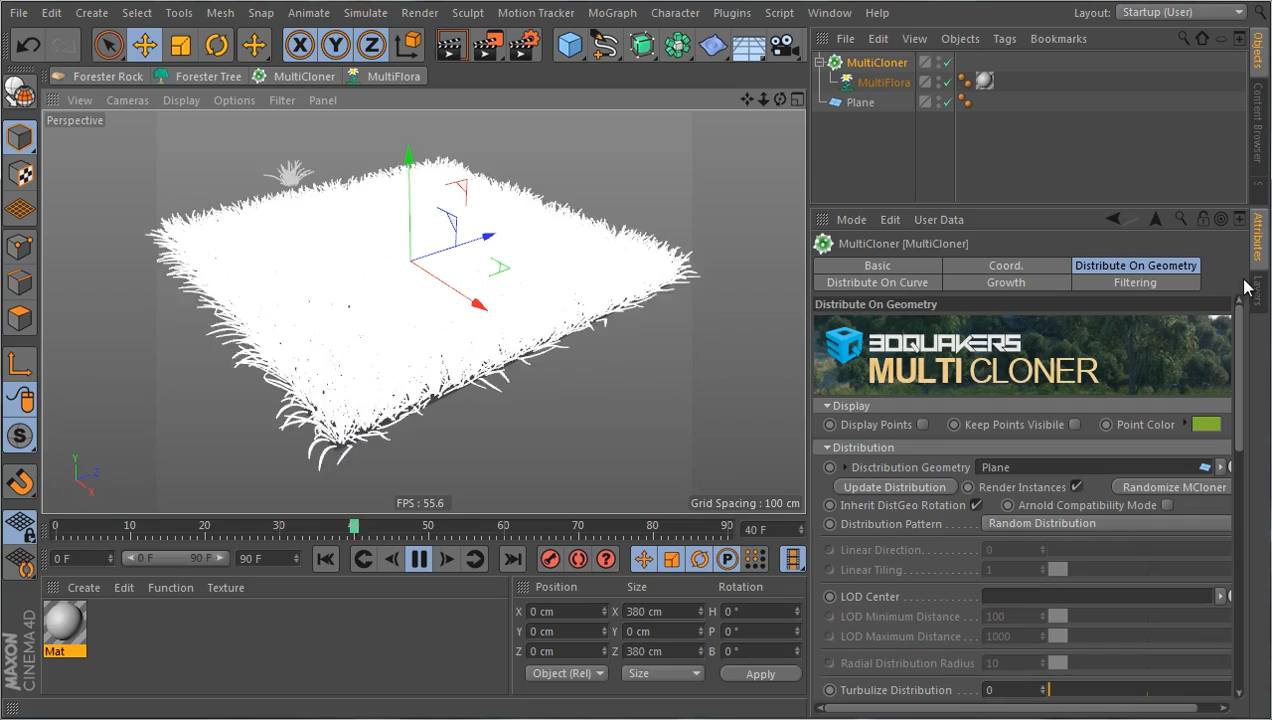 File Edit Create Select Tools Mesh Snap Animate Simulate Render Sculpt Motion Tracker MoGraph Character Plugins Script Window Help Layout: Startup (User)
X Y Z
File Edit View Objects Tags Bookmarks
MultiCloner
MultiFlora
Plane
Forester Rock Forester Tree MultiCloner MultiFlora
View Cameras Display Options Filter Panel
Perspective
FPS : 55.6
Grid Spacing : 100 cm
Y
Z
X
Objects
Content Browser
S
Attributes
Layers
Mode Edit User Data
MultiCloner [MultiCloner]
Basic Coord. Distribute On Geometry
Distribute On Curve Growth Filtering
Distribute On Geometry
3DQUAKERS
MULTI CLONER
Display
Display Points Keep Points Visible Point Color
Distribution
Disctribution Geometry Plane
Update Distribution Render Instances Randomize MCloner
Inherit DistGeo Rotation Arnold Compatibility Mode
Distribution Pattern Random Distribution
Linear Direction. 0
Linear Tiling. 1
LOD Center
LOD Minimum Distance 100
LOD Maximum Distance 1000
Radial Distribution Radius 10
Turbulize Distribution 0
0 10 20 30 40 50 60 70 80 90 40 F
0 F 0 F 90 F 90 F
P
S
Create Edit Function Texture
Mat
Position Size Rotation
X 0 cm X 380 cm H 0 °
Y 0 cm Y 0 cm P 0 °
Z 0 cm Z 380 cm B 0 °
Object (Rel) Size Apply
MAXON
CINEMA 4D